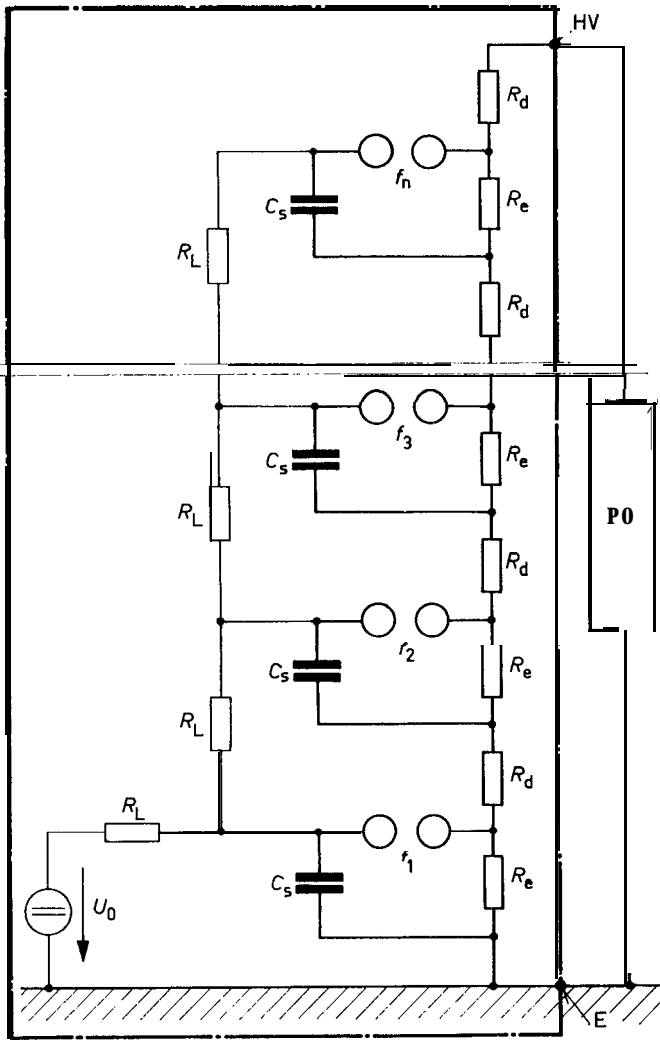 HV
R_d
f_n
C_s
R_e
R_L
R_d
f_3
C_s
R_e
R_L
P0
R_d
f_2
C_s
R_e
R_L
R_d
R_L
f_1
C_s
R_e
U_0
E